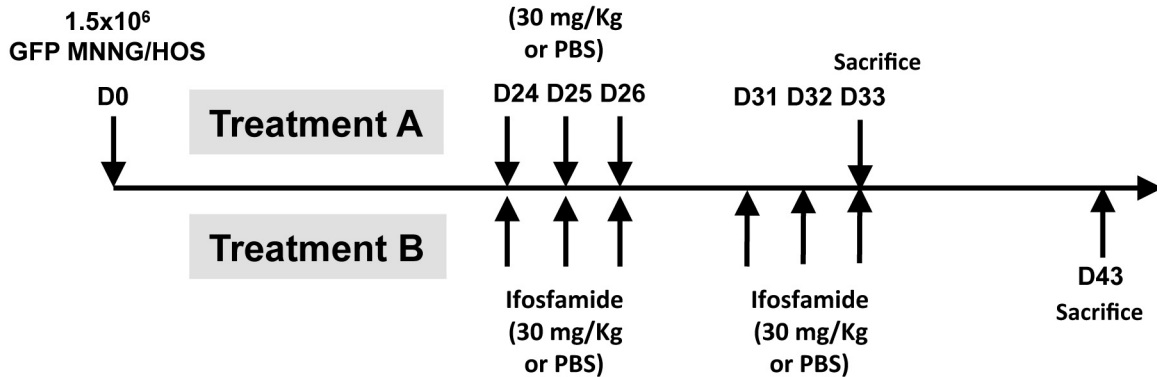 1.5x10⁶
GFP MNNG/HOS
(30 mg/Kg
or PBS)
Sacrifice
D0
D24 D25 D26
D31 D32 D33
Treatment A
Treatment B
Ifosfamide
(30 mg/Kg
or PBS)
Ifosfamide
(30 mg/Kg
or PBS)
D43
Sacrifice